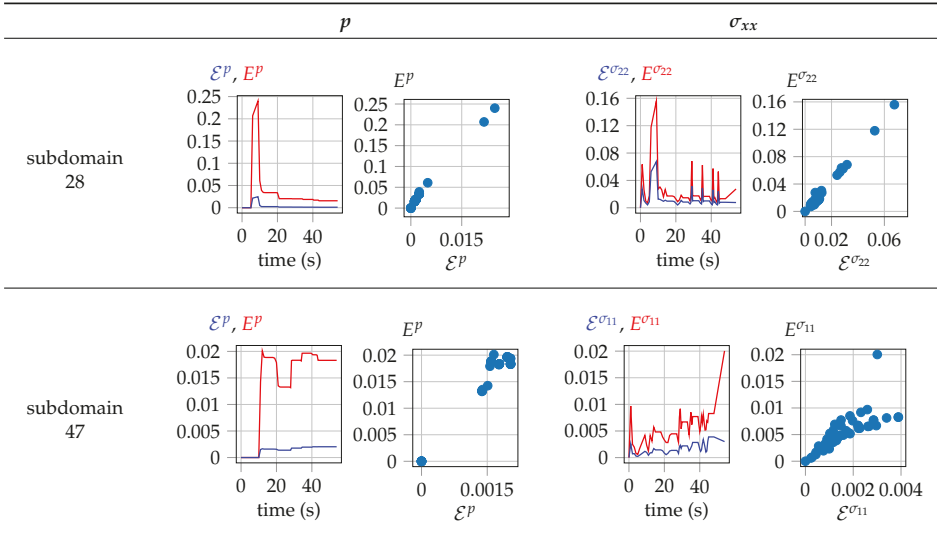 p σxx
subdomain
28
ℰᵖ, Eᵖ
0.25
0.2
0.15
0.1
0.05
0
0 20 40
time (s)
Eᵖ
0.25
0.2
0.15
0.1
0.05
0
0 0.015
ℰᵖ
ℰσ22, Eσ22
0.16
0.12
0.08
0.04
0
0 20 40
time (s)
Eσ22
0.16
0.12
0.08
0.04
0
0 0.02 0.06
ℰσ22
subdomain
47
ℰᵖ, Eᵖ
0.02
0.015
0.01
0.005
0
0 20 40
time (s)
Eᵖ
0.02
0.015
0.01
0.005
0
0 0.0015
ℰᵖ
ℰσ11, Eσ11
0.02
0.015
0.01
0.005
0
0 20 40
time (s)
Eσ11
0.02
0.015
0.01
0.005
0
0 0.002 0.004
ℰσ11